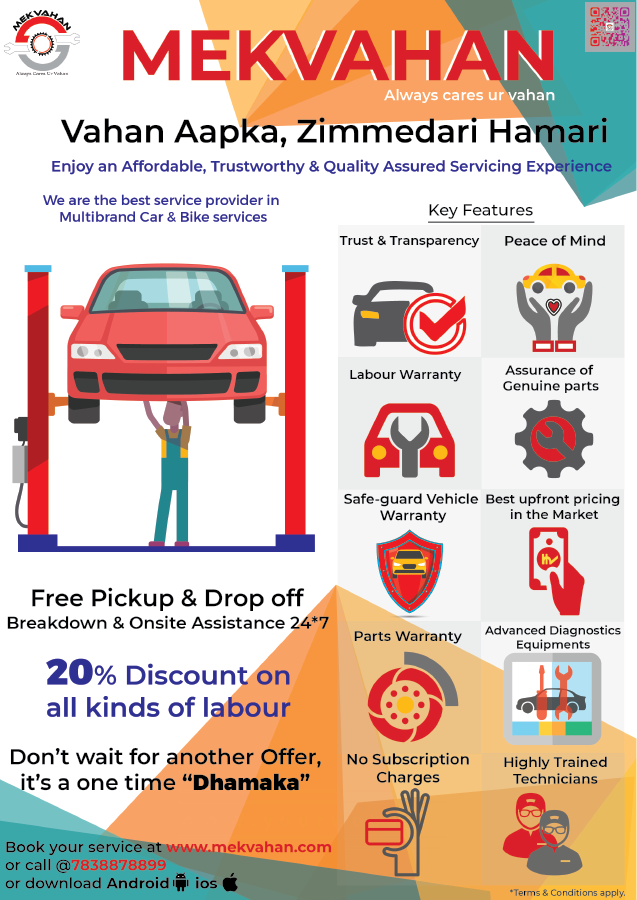 MEKVAHAN
Always Cares Ur Vahan
MEKVAHAN
Always cares ur vahan
Vahan Aapka, Zimmedari Hamari
Enjoy an Affordable, Trustworthy & Quality Assured Servicing Experience
We are the best service provider in
Multibrand Car & Bike services
Free Pickup & Drop off
Breakdown & Onsite Assistance 24*7
20% Discount on
all kinds of labour
Don't wait for another Offer,
it's a one time “Dhamaka”
Book your service at www.mekvahan.com
or call @7838878899
or download Android ios
Key Features
Trust & Transparency
Peace of Mind
Labour Warranty
Assurance of
Genuine parts
Safe-guard Vehicle
Warranty
Best upfront pricing
in the Market
Parts Warranty
Advanced Diagnostics
Equipments
No Subscription
Charges
Highly Trained
Technicians
*Terms & Conditions apply.